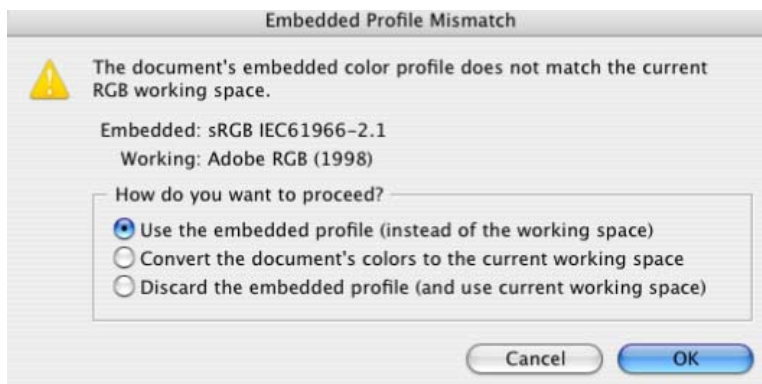 Embedded Profile Mismatch
The document's embedded color profile does not match the current
RGB working space.
Embedded: sRGB IEC61966-2.1
Working: Adobe RGB (1998)
How do you want to proceed?
Use the embedded profile (instead of the working space)
Convert the document's colors to the current working space
Discard the embedded profile (and use current working space)
Cancel OK